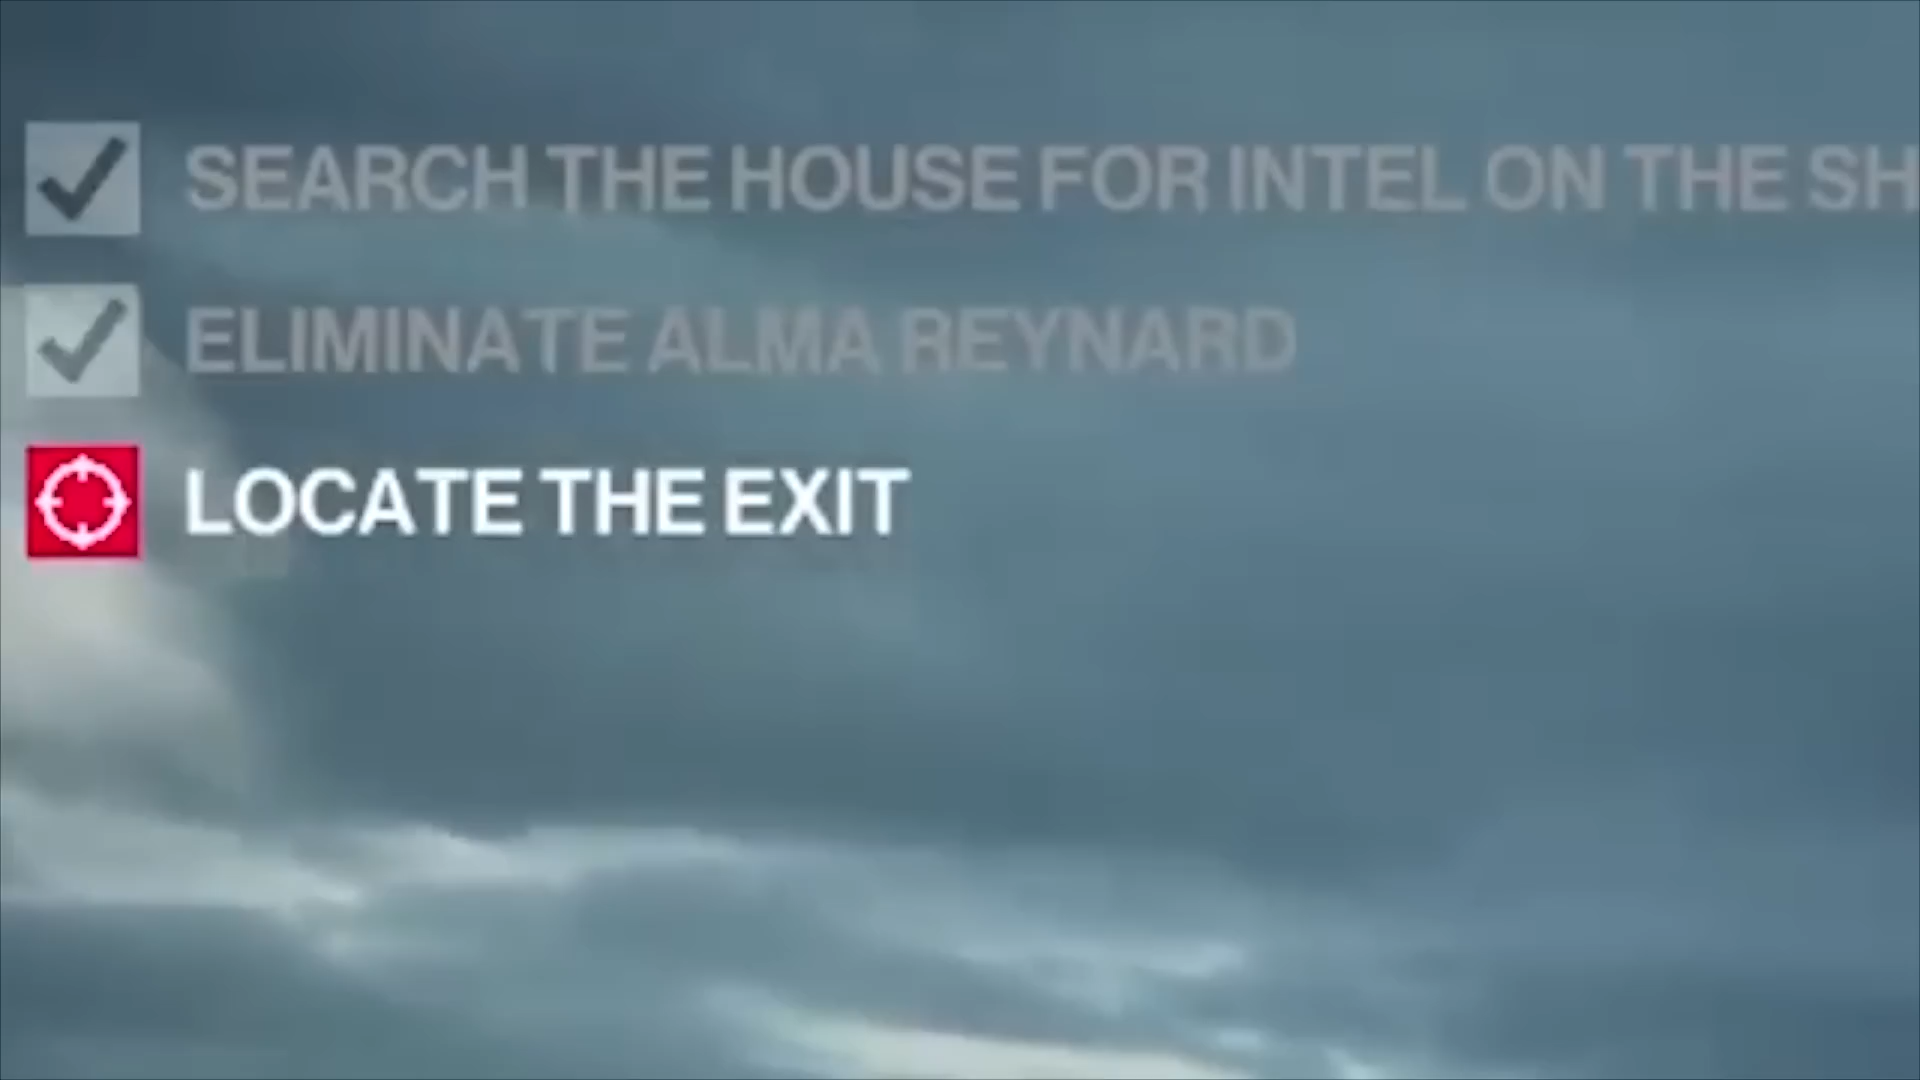 SEARCH THE HOUSE FOR INTEL ON THE SH
ELIMINATE ALMA REYNARD
LOCATE THE EXIT